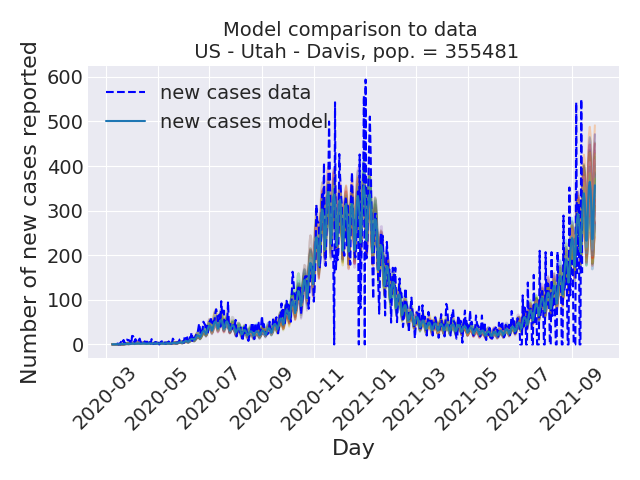 Model comparison to data
US - Utah - Davis, pop. = 355481
Number of new cases reported
600
500
400
300
200
100
0
new cases data
new cases model
2020-03
2020-05
2020-07
2020-09
2020-11
2021-01
2021-03
2021-05
2021-07
2021-09
Day